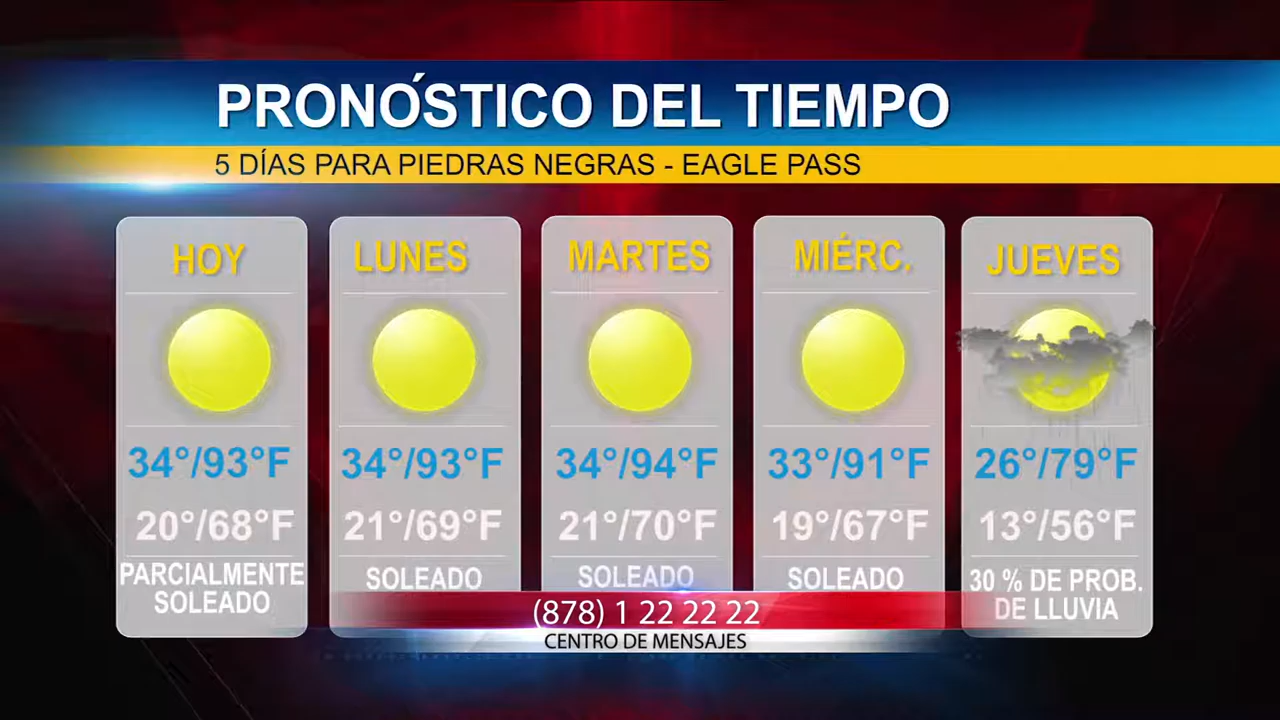 PRONÓSTICO DEL TIEMPO
5 DÍAS PARA PIEDRAS NEGRAS - EAGLE PASS
HOY
34°/93°F
20°/68°F
PARCIALMENTE
SOLEADO
LUNES
34°/93°F
21°/69°F
SOLEADO
MARTES
34°/94°F
21°/70°F
SOLEADO
MIÉRC.
33°/91°F
19°/67°F
SOLEADO
JUEVES
26°/79°F
13°/56°F
30 % DE PROB.
DE LLUVIA
(878) 1 22 22 22
CENTRO DE MENSAJES